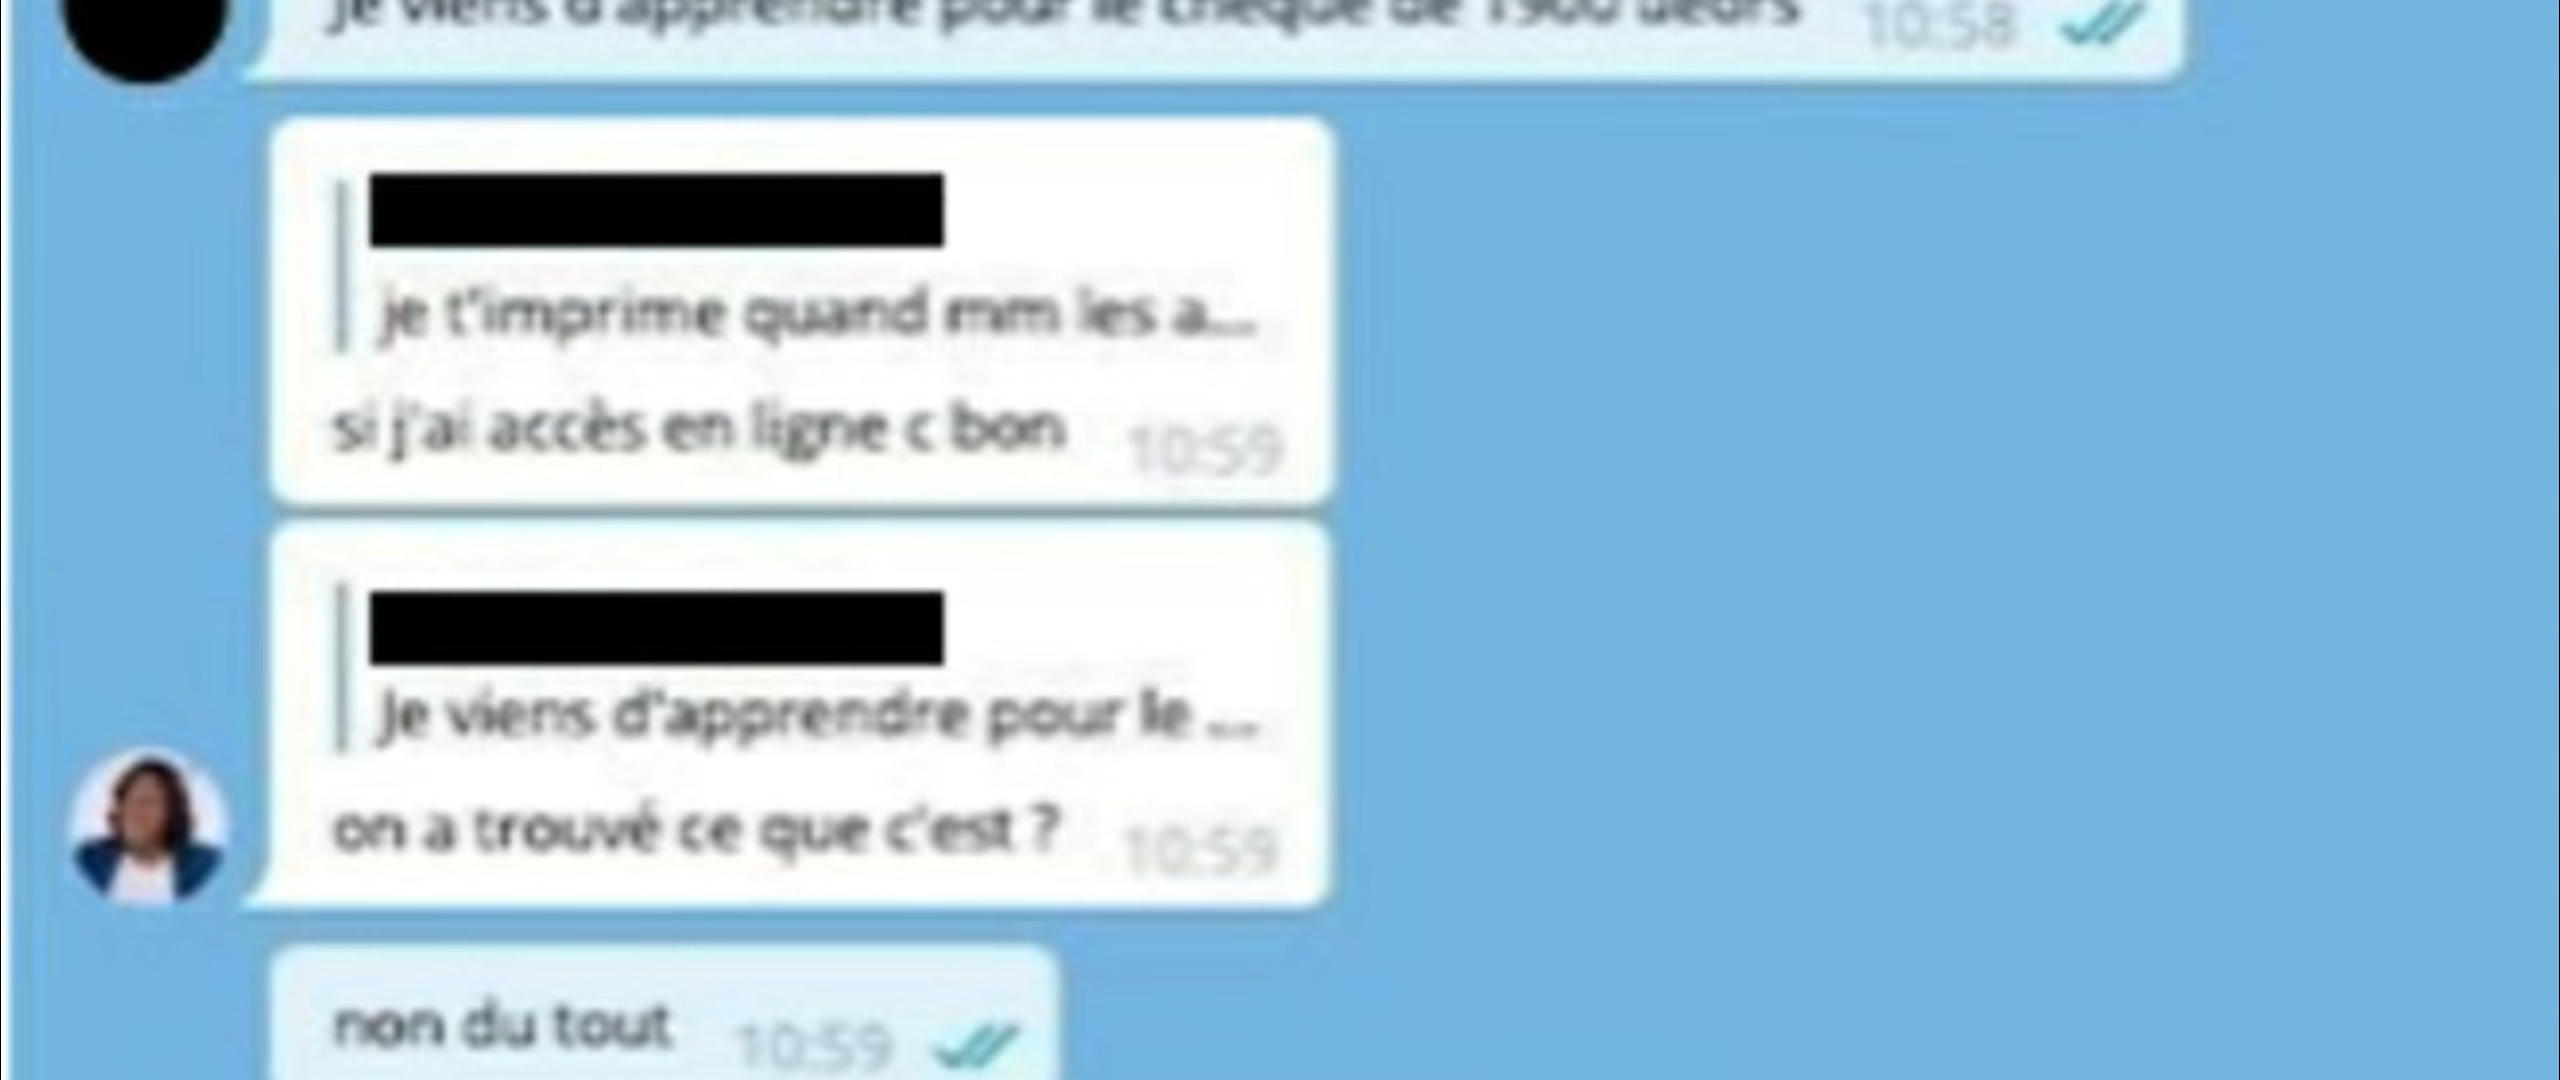 Je viens d'apprendre pour le chèque de 1900 ueors 10:58
je t'imprime quand mm les a...
si j'ai accès en ligne c bon 10:59
Je viens d'apprendre pour le ...
on a trouvé ce que c'est ? 10:59
non du tout 10:59